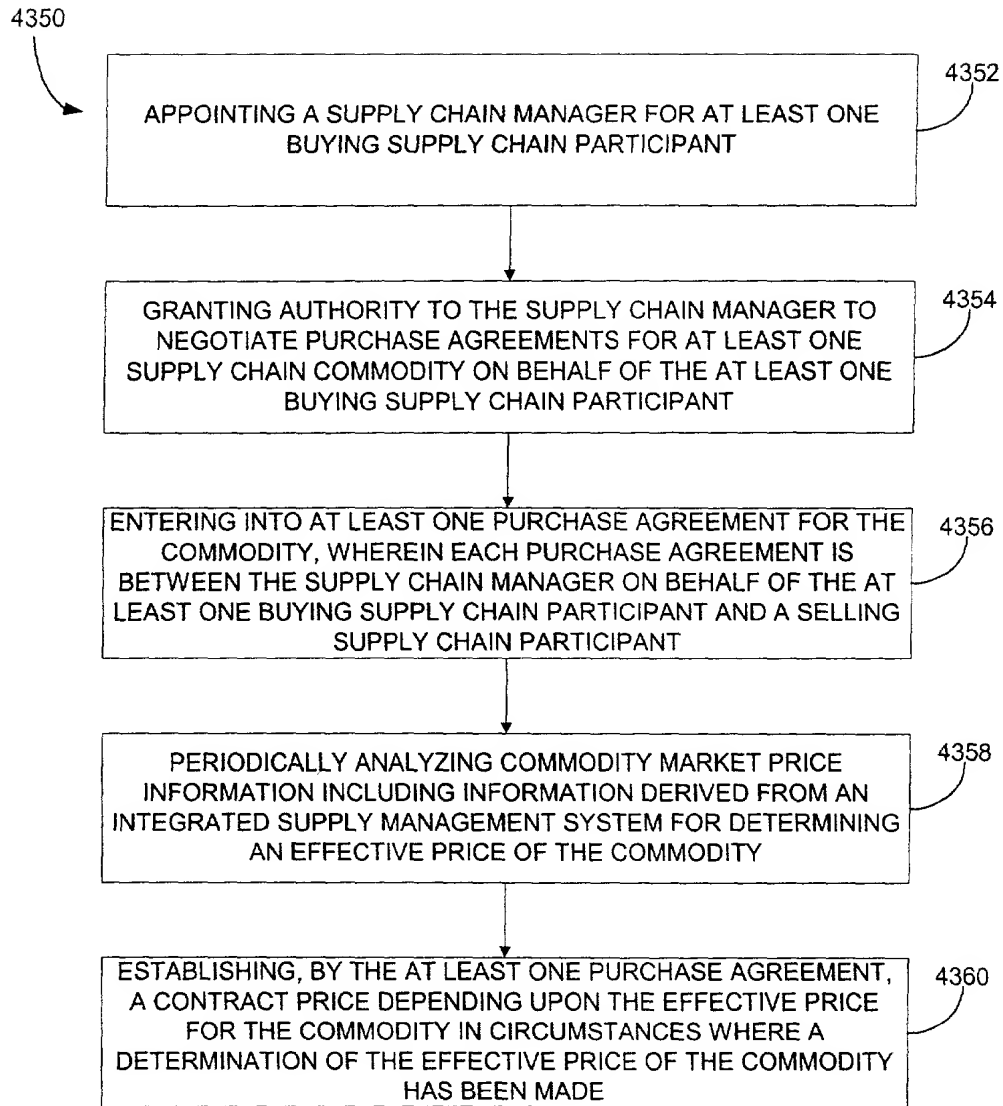 4350
APPOINTING A SUPPLY CHAIN MANAGER FOR AT LEAST ONE
BUYING SUPPLY CHAIN PARTICIPANT
4352
GRANTING AUTHORITY TO THE SUPPLY CHAIN MANAGER TO
NEGOTIATE PURCHASE AGREEMENTS FOR AT LEAST ONE
SUPPLY CHAIN COMMODITY ON BEHALF OF THE AT LEAST ONE
BUYING SUPPLY CHAIN PARTICIPANT
4354
ENTERING INTO AT LEAST ONE PURCHASE AGREEMENT FOR THE
COMMODITY, WHEREIN EACH PURCHASE AGREEMENT IS
BETWEEN THE SUPPLY CHAIN MANAGER ON BEHALF OF THE AT
LEAST ONE BUYING SUPPLY CHAIN PARTICIPANT AND A SELLING
SUPPLY CHAIN PARTICIPANT
4356
PERIODICALLY ANALYZING COMMODITY MARKET PRICE
INFORMATION INCLUDING INFORMATION DERIVED FROM AN
INTEGRATED SUPPLY MANAGEMENT SYSTEM FOR DETERMINING
AN EFFECTIVE PRICE OF THE COMMODITY
4358
ESTABLISHING, BY THE AT LEAST ONE PURCHASE AGREEMENT,
A CONTRACT PRICE DEPENDING UPON THE EFFECTIVE PRICE
FOR THE COMMODITY IN CIRCUMSTANCES WHERE A
DETERMINATION OF THE EFFECTIVE PRICE OF THE COMMODITY
HAS BEEN MADE
4360